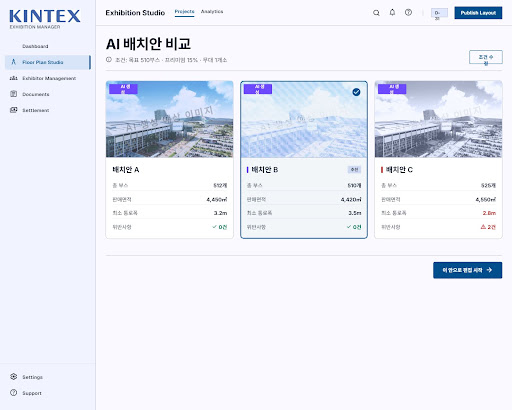 KINTEX
EXHIBITION MANAGER
Dashboard
Floor Plan Studio
Exhibitor Management
Documents
Settlement
Settings
Support
Exhibition Studio
Projects
Analytics
D-
Publish Layout
AI 배치안 비교
조건: 목표 510부스 · 프리미엄 15% · 무대 1개소
조건 수
정
AI 생
성
배치안 A
총 부스 512개
판매면적 4,450㎡
최소 통로폭 3.2m
위반사항 0건
AI 생
성
배치안 B
추천
총 부스 510개
판매면적 4,420㎡
최소 통로폭 3.5m
위반사항 0건
AI 생
성
배치안 C
총 부스 525개
판매면적 4,550㎡
최소 통로폭 2.8m
위반사항 2건
이 안으로 편집 시작